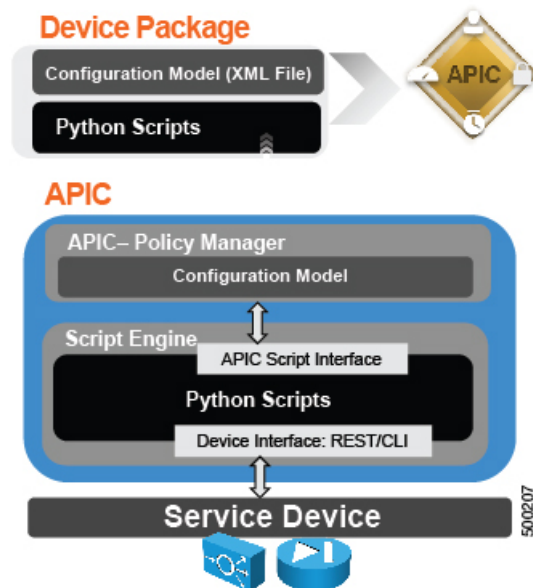 Device Package
Configuration Model (XML File)
Python Scripts
APIC
APIC
APIC– Policy Manager
Configuration Model
Script Engine
APIC Script Interface
Python Scripts
Device Interface: REST/CLI
Service Device
500207